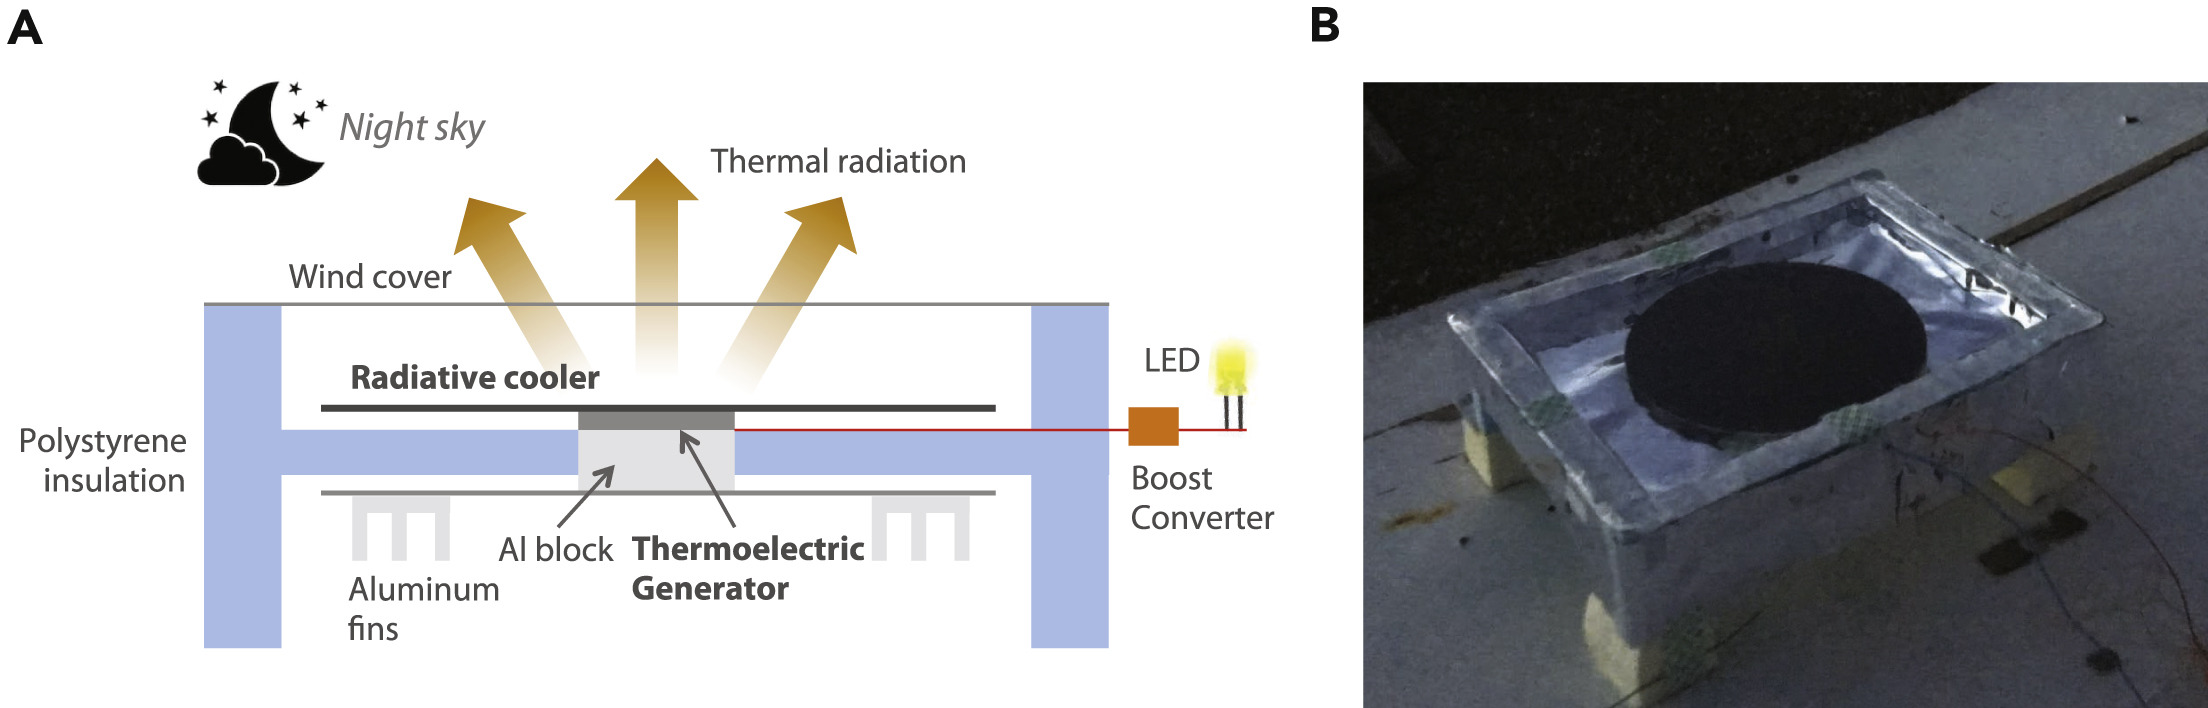 A
B
Night sky
Thermal radiation
Wind cover
Radiative cooler
LED
Polystyrene
insulation
Boost
Converter
Al block
Thermoelectric
Generator
Aluminum
fins